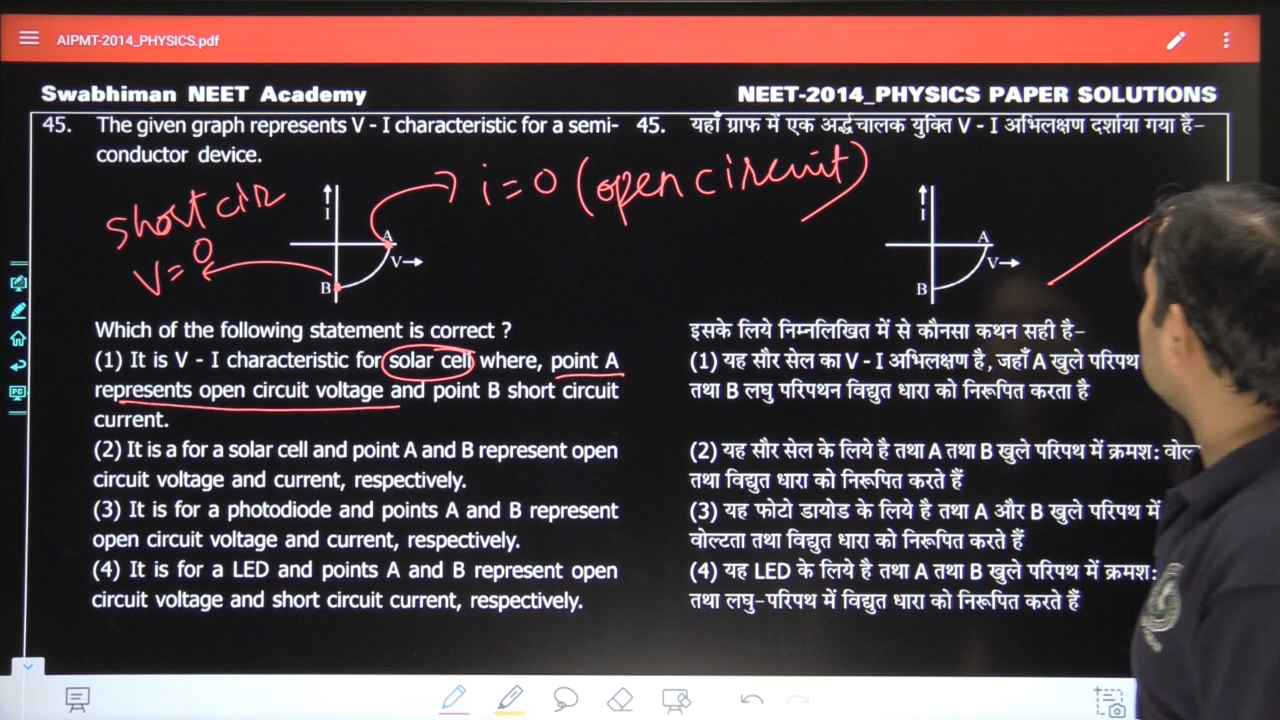 AIPMT-2014_PHYSICS.pdf
Swabhiman NEET Academy
NEET-2014_PHYSICS PAPER SOLUTIONS
45. The given graph represents V - I characteristic for a semi-
conductor device.
short cir
V = 0
i = 0 (open circuit)
I
A
V
B
Which of the following statement is correct ?
(1) It is V - I characteristic for solar cell where, point A
represents open circuit voltage and point B short circuit
current.
(2) It is a for a solar cell and point A and B represent open
circuit voltage and current, respectively.
(3) It is for a photodiode and points A and B represent
open circuit voltage and current, respectively.
(4) It is for a LED and points A and B represent open
circuit voltage and short circuit current, respectively.
45. यहाँ ग्राफ में एक अर्द्धचालक युक्ति V - I अभिलक्षण दर्शाया गया है-
I
A
V
B
इसके लिये निम्नलिखित में से कौनसा कथन सही है-
(1) यह सौर सेल का V - I अभिलक्षण है, जहाँ A खुले परिपथ
तथा B लघु परिपथन विद्युत धारा को निरूपित करता है
(2) यह सौर सेल के लिये है तथा A तथा B खुले परिपथ में क्रमश:
तथा विद्युत धारा को निरूपित करते हैं
(3) यह फोटो डायोड के लिये है तथा A और B खुले परिपथ में
वोल्टता तथा विद्युत धारा को निरूपित करते हैं
(4) यह LED के लिये है तथा A तथा B खुले परिपथ में क्रमश:
तथा लघु-परिपथ में विद्युत धारा को निरूपित करते हैं
PC